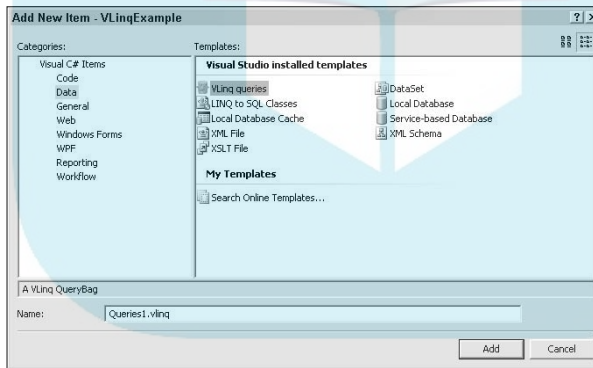 Add New Item - VLinqExample
Categories:
Templates:
Visual C# Items
Code
Data
General
Web
Windows Forms
WPF
Reporting
Workflow
Visual Studio installed templates
VLinq queries
DataSet
LINQ to SQL Classes
Local Database
Local Database Cache
Service-based Database
XML File
XML Schema
XSLT File
My Templates
Search Online Templates...
A VLinq QueryBag
Name:
Queries1.vlinq
Add
Cancel